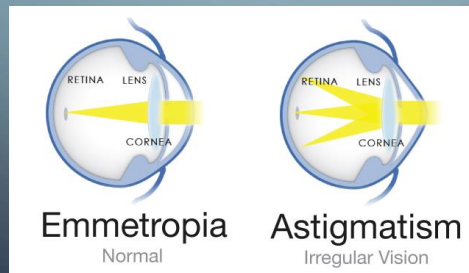 RETINA LENS
CORNEA
Emmetropia
Normal
RETINA LENS
CORNEA
Astigmatism
Irregular Vision